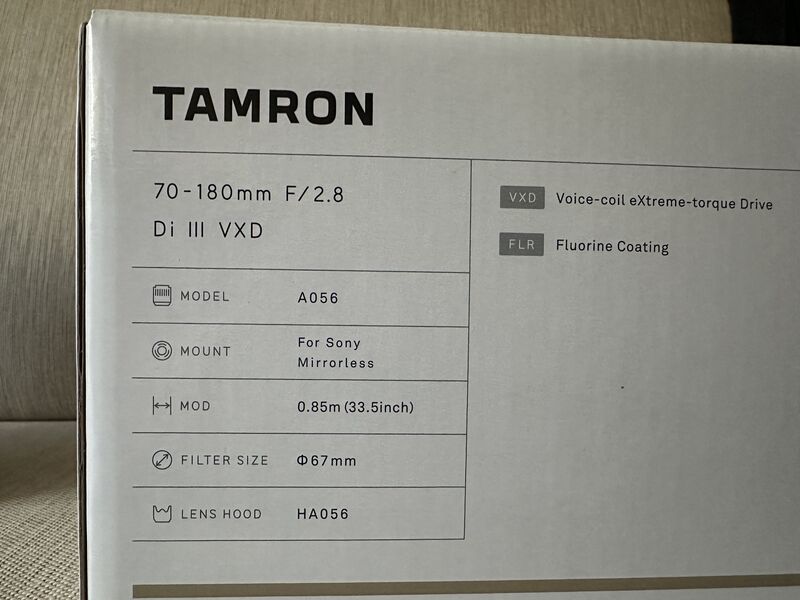 TAMRON
70-180mm F/2.8
Di III VXD
MODEL A056
MOUNT For Sony
Mirrorless
MOD 0.85m (33.5inch)
FILTER SIZE Φ67mm
LENS HOOD HA056
VXD Voice-coil eXtreme-torque Drive
FLR Fluorine Coating